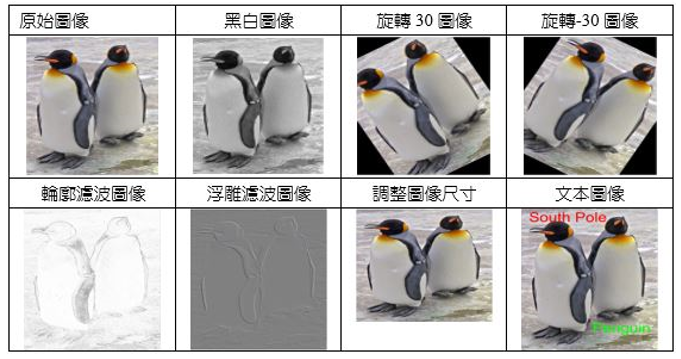 原始圖像
黑白圖像
旋轉 30 圖像
旋轉-30 圖像
輪廓濾波圖像
浮雕濾波圖像
調整圖像尺寸
文本圖像
South Pole
Penguin